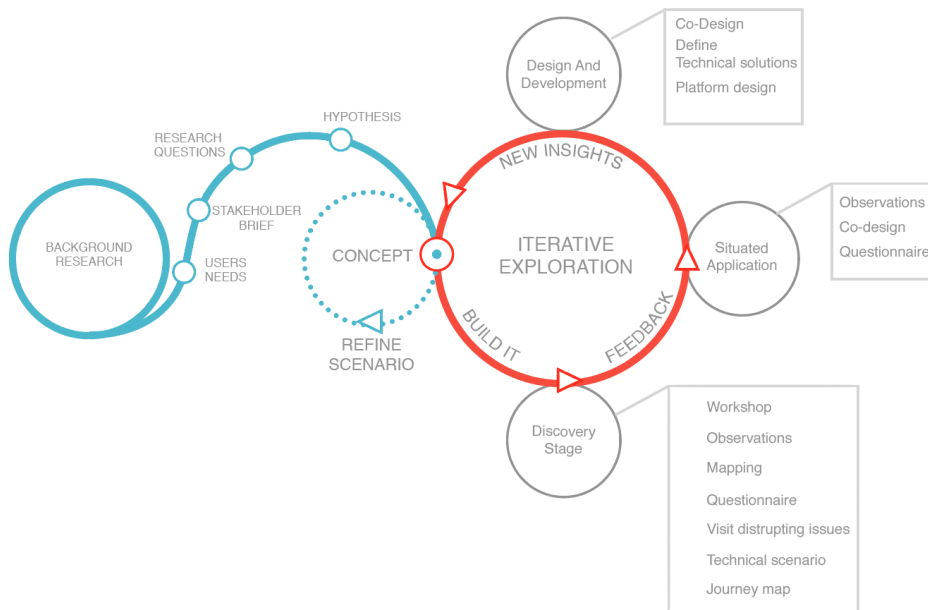 BACKGROUND
RESEARCH
USERS
NEEDS
STAKEHOLDER
BRIEF
RESEARCH
QUESTIONS
HYPOTHESIS
CONCEPT
REFINE
SCENARIO
ITERATIVE
EXPLORATION
NEW INSIGHTS
BUILD IT
FEEDBACK
Design And
Development
Co-Design
Define
Technical solutions
Platform design
Situated
Application
Observations
Co-design
Questionnaire
Discovery
Stage
Workshop
Observations
Mapping
Questionnaire
Visit distrupting issues
Technical scenario
Journey map